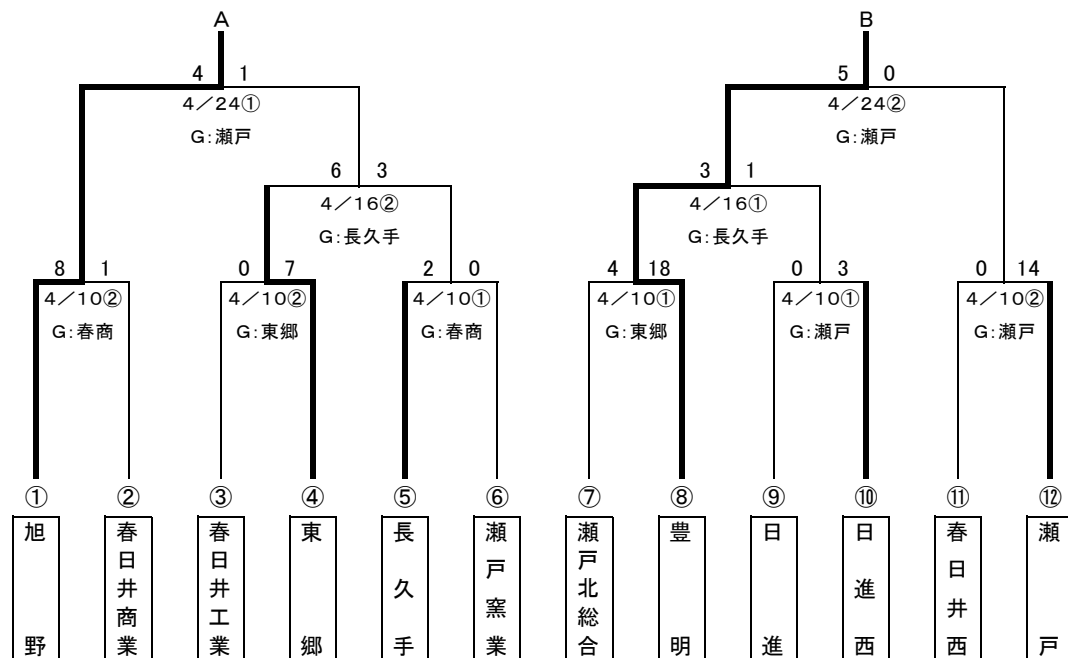 A B
4 1 5 0
4／24① 4／24②
G:瀬戸 G:瀬戸
6 3 3 1
4／16② 4／16①
G:長久手 G:長久手
8 1 0 7 2 0 4 18 0 3 0 14
4／10② 4／10② 4／10① 4／10① 4／10① 4／10②
G:春商 G:東郷 G:春商 G:東郷 G:瀬戸 G:瀬戸
① ② ③ ④ ⑤ ⑥ ⑦ ⑧ ⑨ ⑩ ⑪ ⑫
旭野
春日井商業
春日井工業
東郷
長久手
瀬戸窯業
瀬戸北総合
豊明
日進
日進西
春日井西
瀬戸